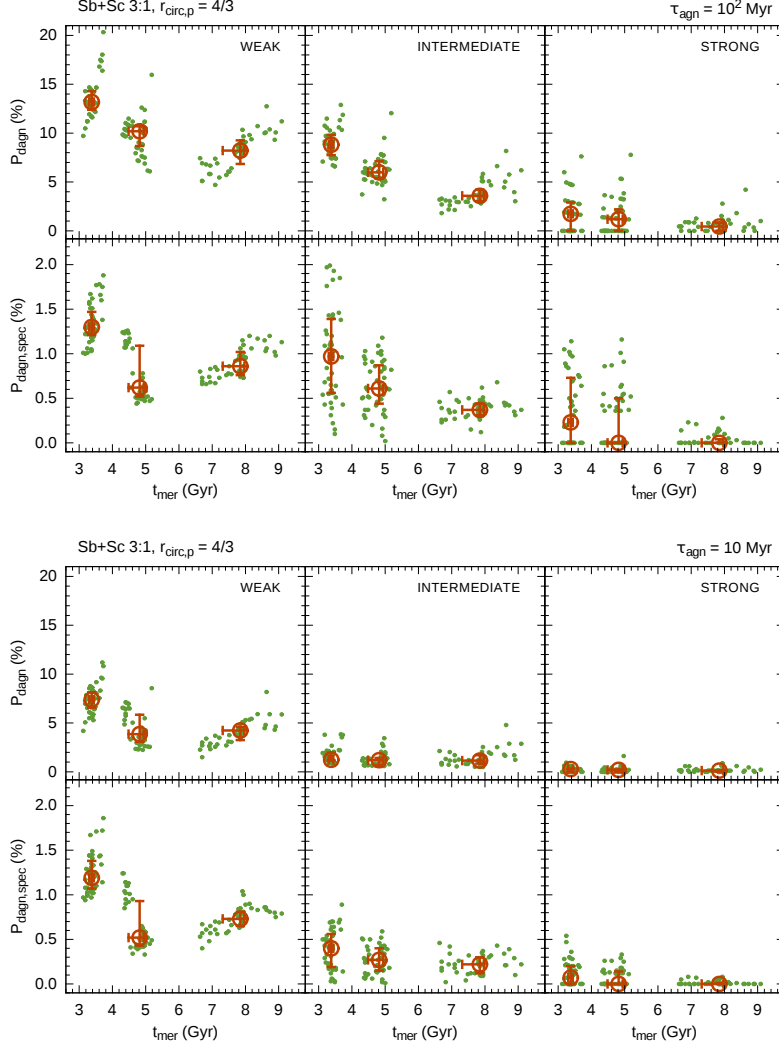 Sb+Sc 3:1, r_circ,p = 4/3 τ_agn = 10² Myr
WEAK INTERMEDIATE STRONG
20
15
10
5
0
P_dagn (%)
2.0
1.5
1.0
0.5
0.0
P_dagn,spec (%)
3 4 5 6 7 8 9 3 4 5 6 7 8 9 3 4 5 6 7 8 9
t_mer (Gyr) t_mer (Gyr) t_mer (Gyr)
Sb+Sc 3:1, r_circ,p = 4/3 τ_agn = 10 Myr
WEAK INTERMEDIATE STRONG
20
15
10
5
0
P_dagn (%)
2.0
1.5
1.0
0.5
0.0
P_dagn,spec (%)
3 4 5 6 7 8 9 3 4 5 6 7 8 9 3 4 5 6 7 8 9
t_mer (Gyr) t_mer (Gyr) t_mer (Gyr)